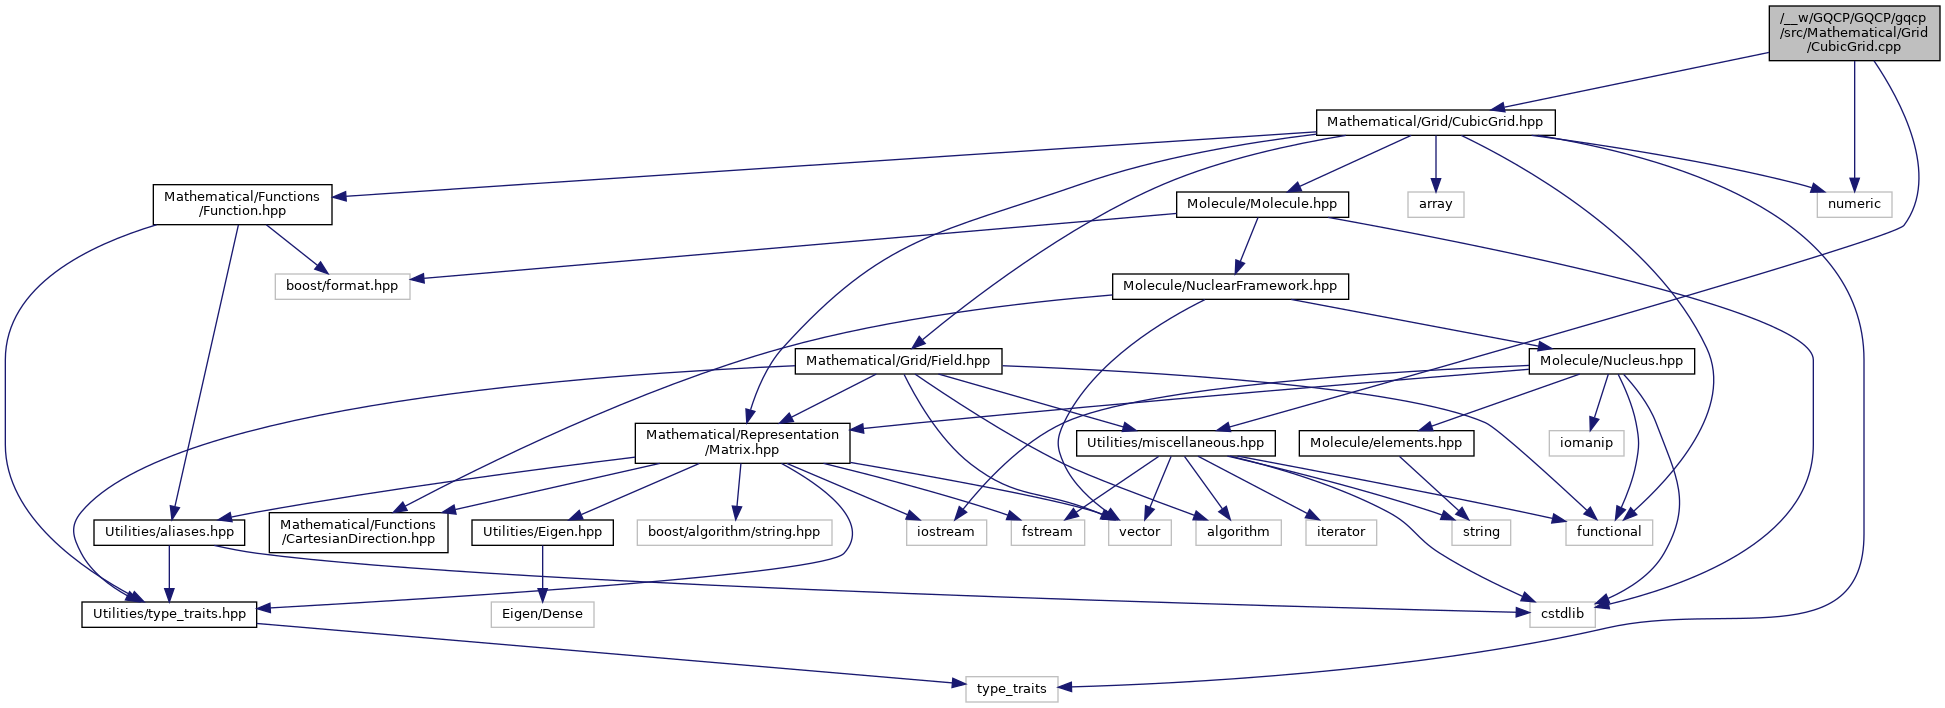 /__w/GQCP/GQCP/gqcp
/src/Mathematical/Grid
/CubicGrid.cpp
Mathematical/Grid/CubicGrid.hpp
Mathematical/Functions
/Function.hpp
Molecule/Molecule.hpp
array
numeric
boost/format.hpp
Molecule/NuclearFramework.hpp
Mathematical/Grid/Field.hpp
Molecule/Nucleus.hpp
Mathematical/Representation
/Matrix.hpp
Utilities/miscellaneous.hpp
Molecule/elements.hpp
iomanip
Utilities/aliases.hpp
Mathematical/Functions
/CartesianDirection.hpp
Utilities/Eigen.hpp
boost/algorithm/string.hpp
iostream
fstream
vector
algorithm
iterator
string
functional
Utilities/type_traits.hpp
Eigen/Dense
cstdlib
type_traits